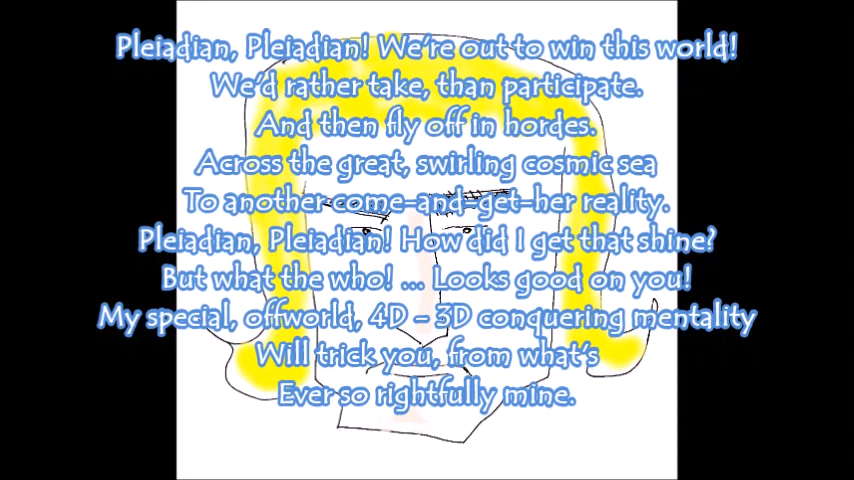 Pleiadian, Pleiadian! We're out to win this world!
We'd rather take, than participate.
And then fly off in hordes.
Across the great, swirling cosmic sea
To another come-and-get-her reality.
Pleiadian, Pleiadian! How did I get that shine?
But what the who! ... Looks good on you!
My special, offworld, 4D - 3D conquering mentality
Will trick you, from what's
Ever so rightfully mine.